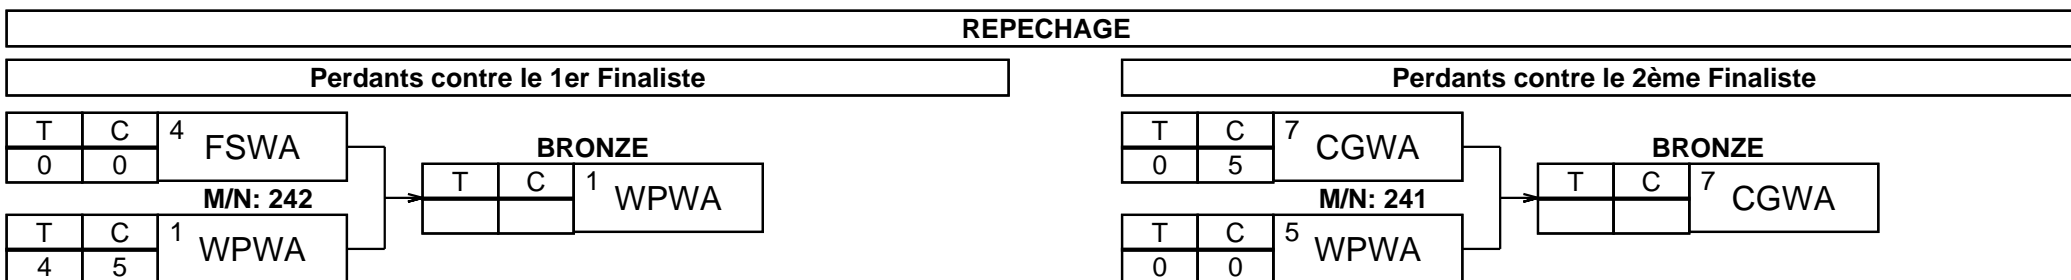 REPECHAGE
Perdants contre le 1er Finaliste
T C 4 FSWA
0 0
M/N: 242
T C 1 WPWA
4 5
BRONZE
T C 1 WPWA
Perdants contre le 2ème Finaliste
T C 7 CGWA
0 5
M/N: 241
T C 5 WPWA
0 0
BRONZE
T C 7 CGWA